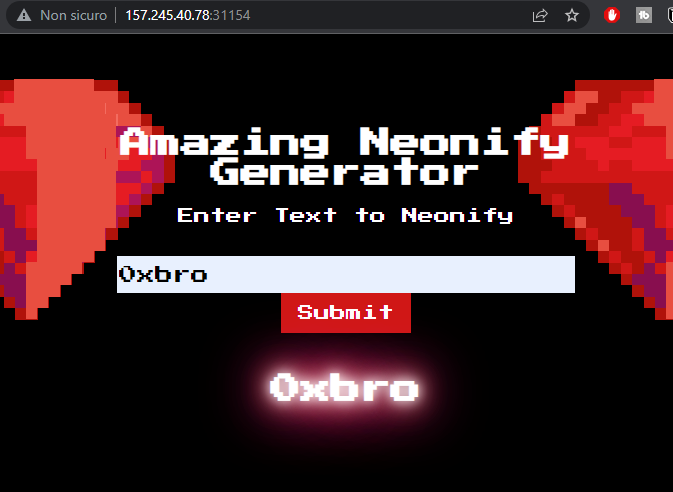 Non sicuro 157.245.40.78:31154
Amazing Neonify
Generator
Enter Text to Neonify
0xbro
Submit
0xbro